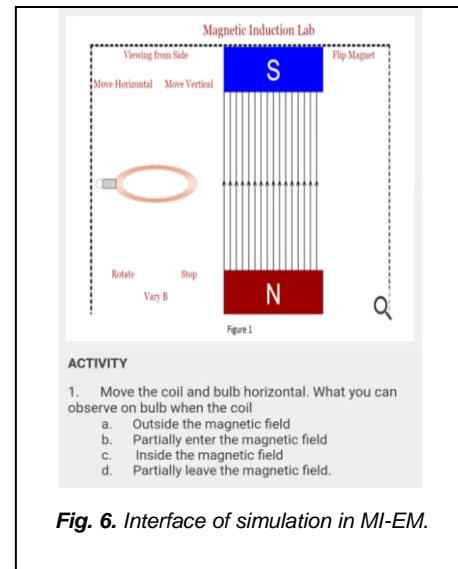 Magnetic Induction Lab
Viewing from Side
Flip Magnet
S
Move Horizontal Move Vertical
Rotate Stop
Vary B
N
Figure 1
ACTIVITY
1. Move the coil and bulb horizontal. What you can
observe on bulb when the coil
a. Outside the magnetic field
b. Partially enter the magnetic field
c. Inside the magnetic field
d. Partially leave the magnetic field.
Fig. 6. Interface of simulation in MI-EM.